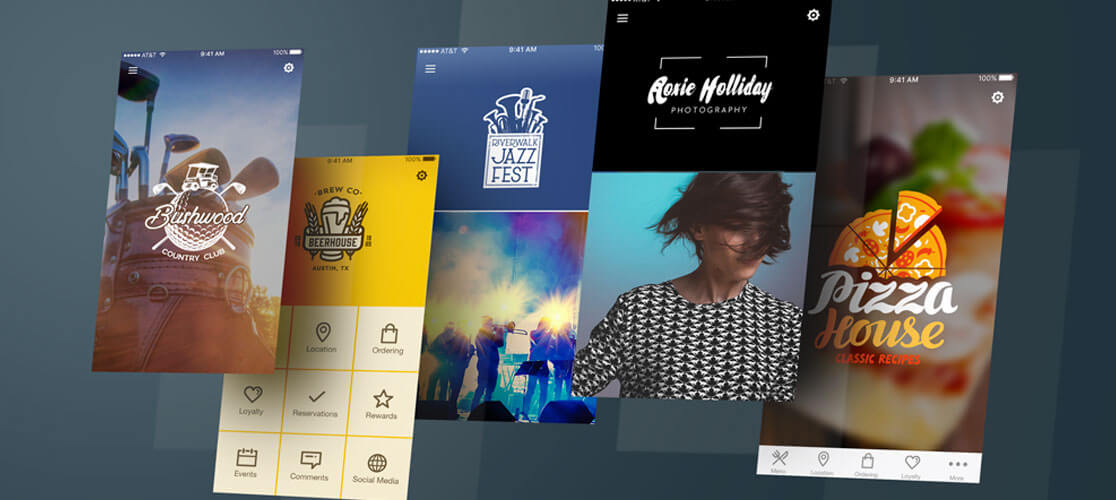 AT&T 9:41 AM 100%
Bushwood
COUNTRY CLUB
9:41 AM
BREW CO
BEERHOUSE
AUSTIN, TX
Location
Ordering
Loyalty
Reservations
Rewards
Events
Comments
Social Media
AT&T 9:41 AM 100%
RIVERWALK
JAZZ
FEST
Roxie Holliday
PHOTOGRAPHY
AT&T 9:41 AM 100%
Pizza
House
CLASSIC RECIPES
Menu
Location
Ordering
Loyalty
More